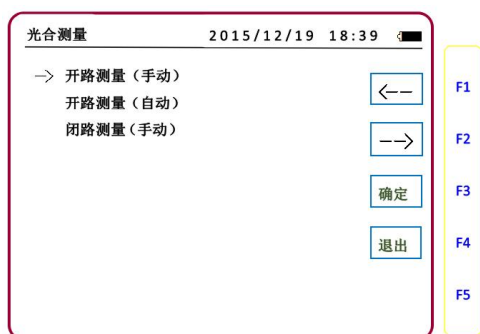 光合测量 2015/12/19 18:39
—> 开路测量（手动）
开路测量（自动）
闭路测量（手动）
<—— F1
——> F2
确定 F3
退出 F4
F5